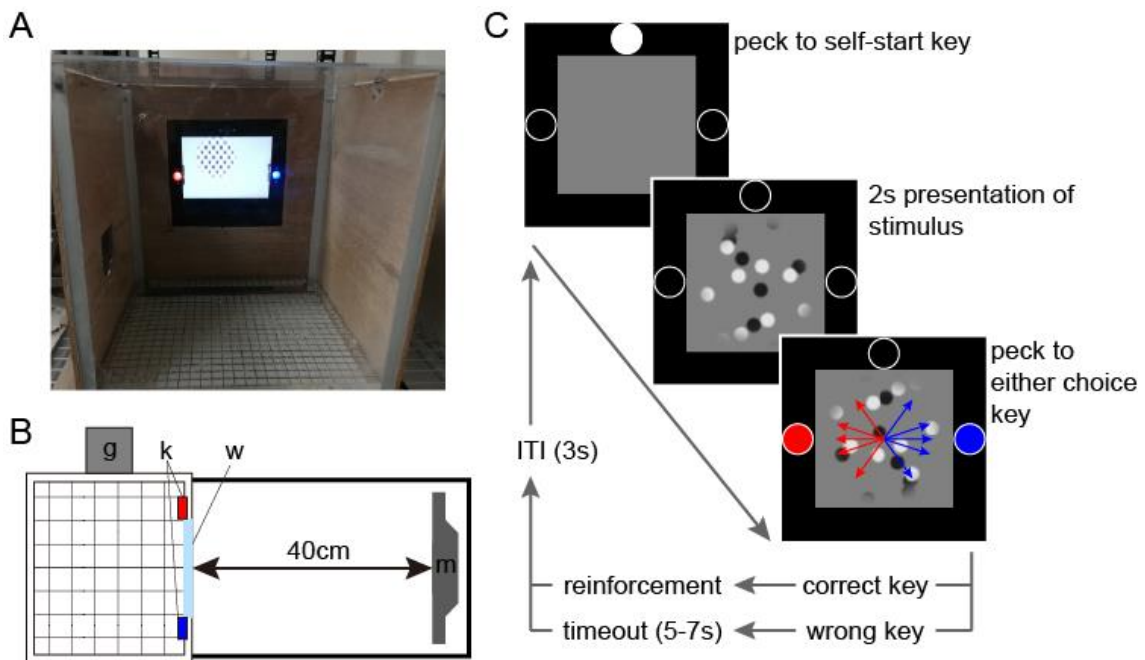 A
B
g
k
w
40cm
m
C
peck to self-start key
2s presentation of
stimulus
peck to
either choice
key
ITI (3s)
reinforcement
correct key
timeout (5-7s)
wrong key